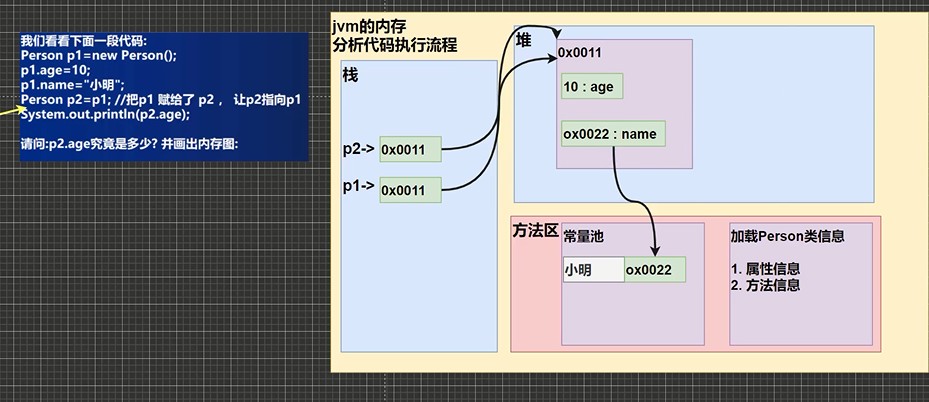 我们看看下面一段代码:
Person p1=new Person();
p1.age=10;
p1.name="小明";
Person p2=p1; //把p1 赋给了 p2 ， 让p2指向p1
System.out.println(p2.age);
请问:p2.age究竟是多少? 并画出内存图:
jvm的内存
分析代码执行流程
栈
p2-> 0x0011
p1-> 0x0011
堆
0x0011
10 : age
ox0022 : name
方法区
常量池
小明 ox0022
加载Person类信息
1. 属性信息
2. 方法信息